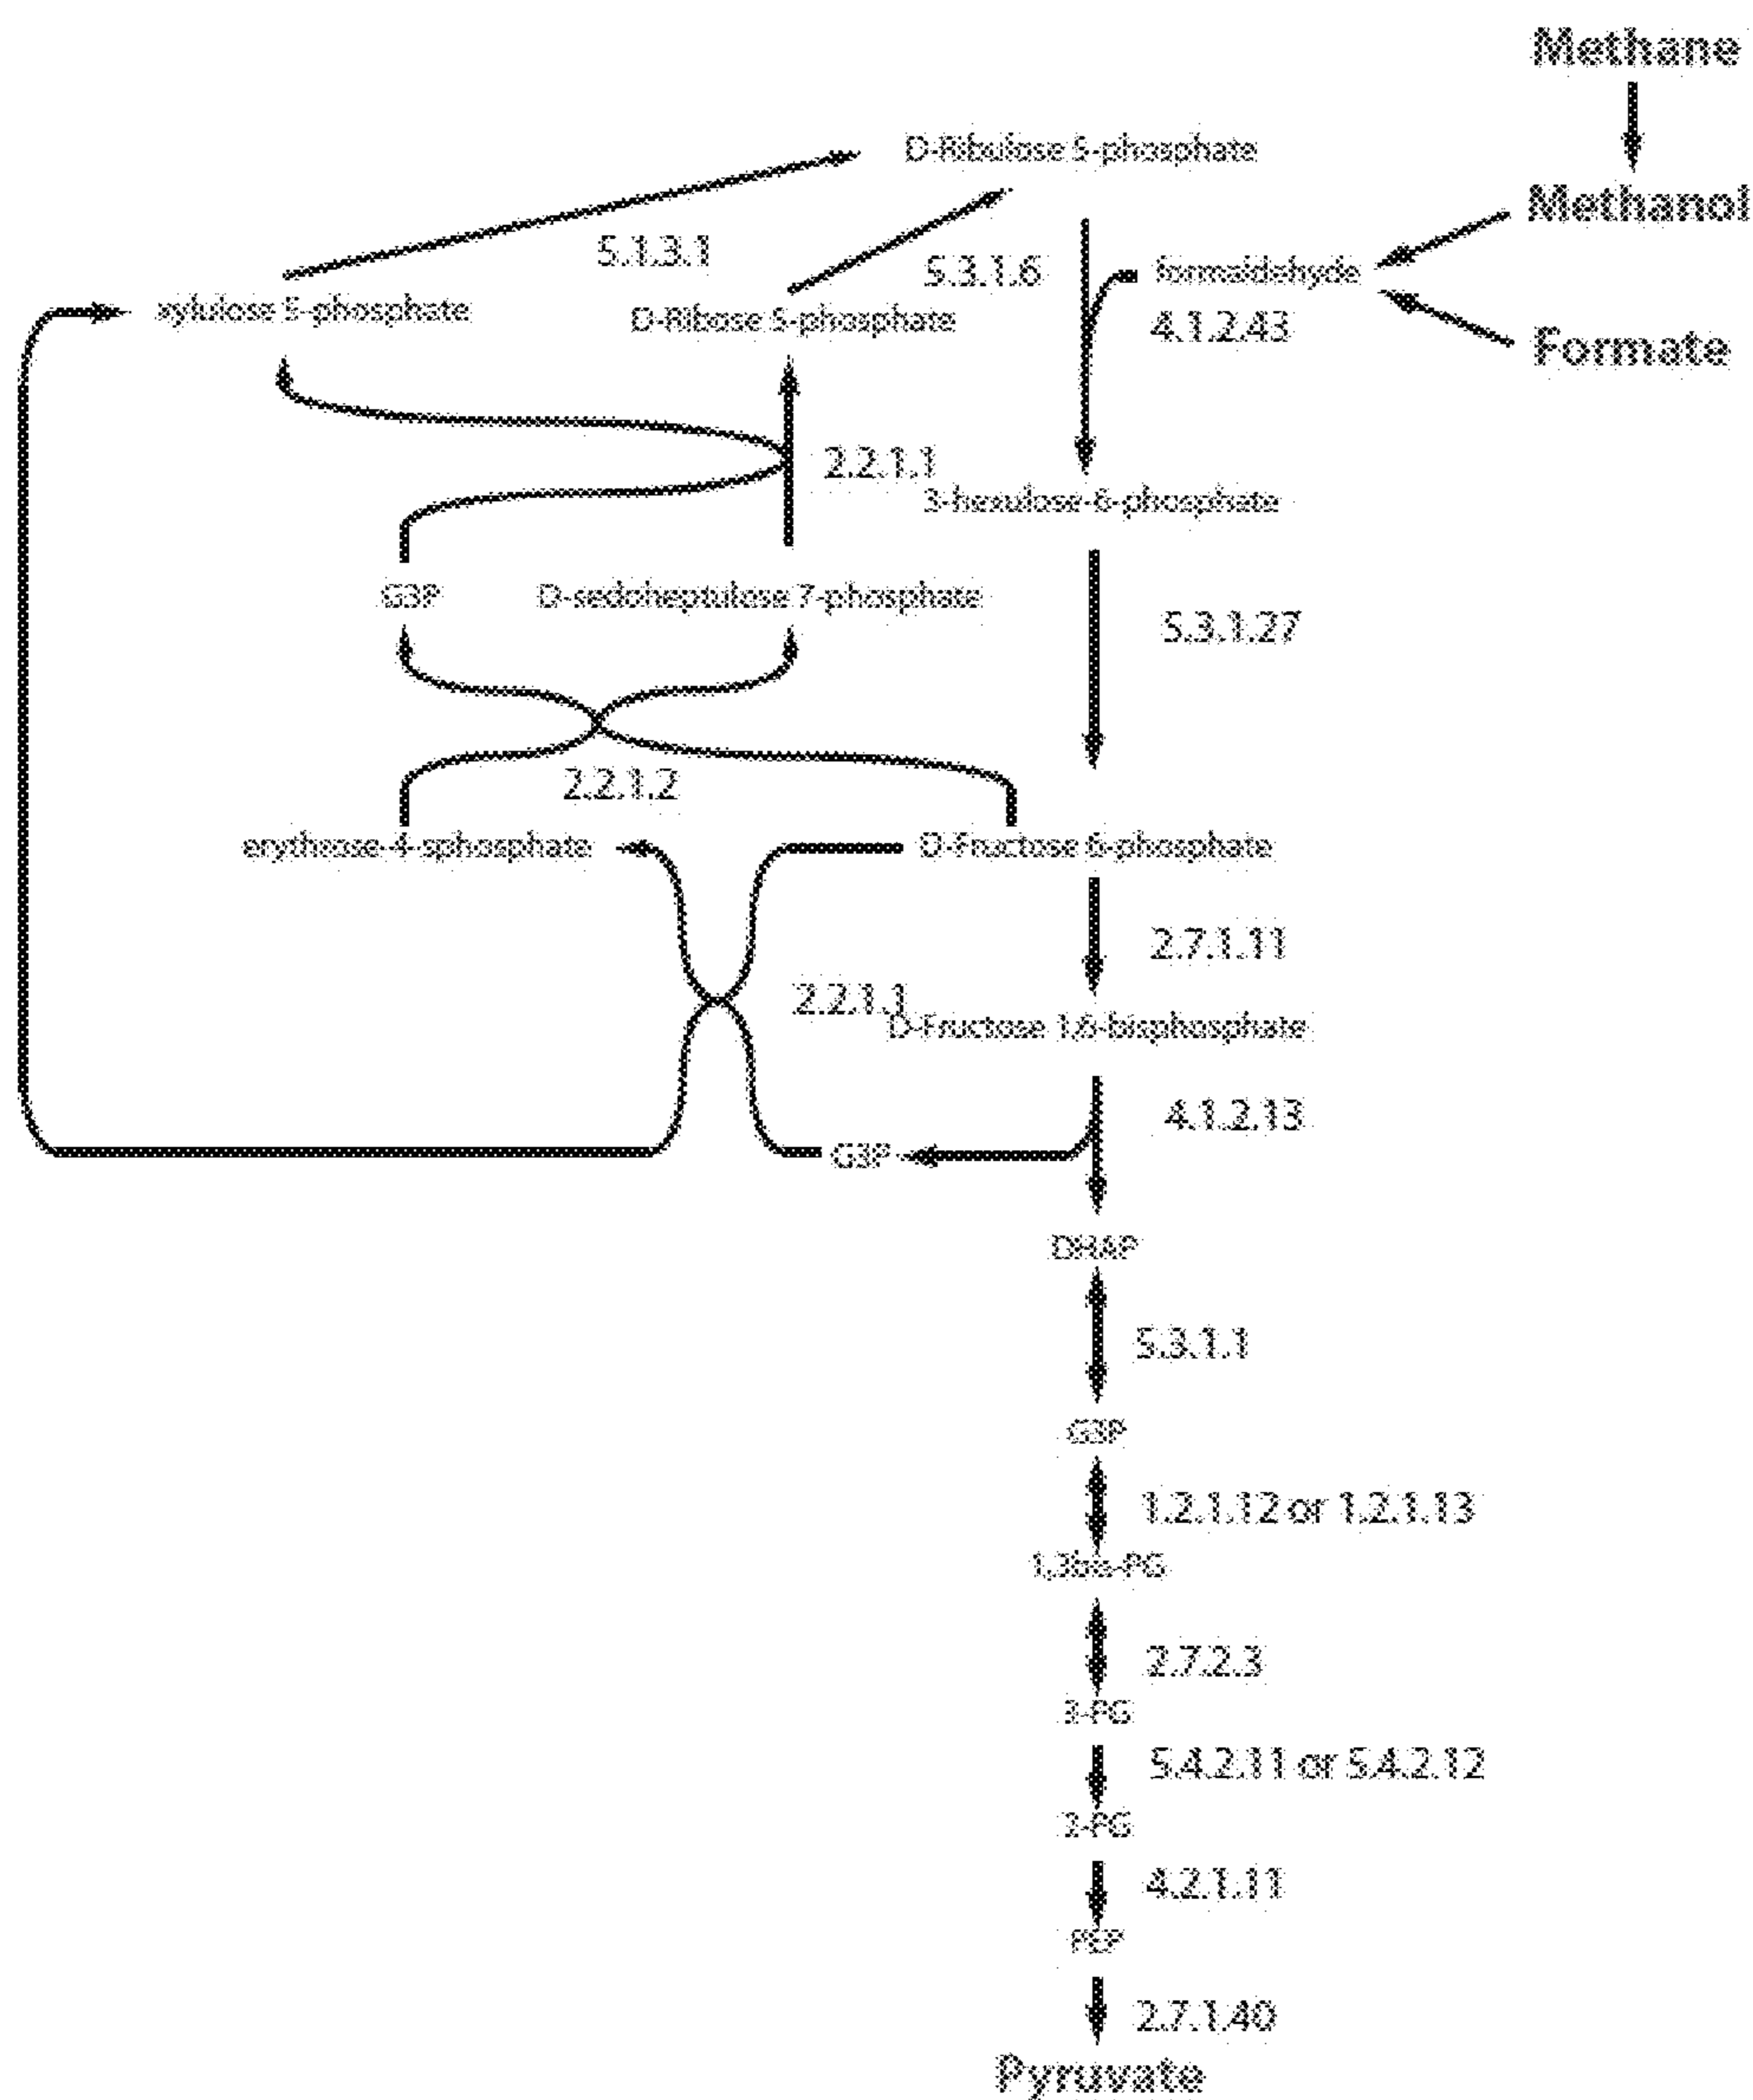 Methane
D-Ribulose 5-phosphate
Methanol
5.1.3.1
5.3.1.6
formaldehyde
xylulose 5-phosphate
D-Ribose 5-phosphate
4.1.2.43
Formate
2.2.1.1
3-hexulose-6-phosphate
G3P
D-sedoheptulose 7-phosphate
5.3.1.27
2.2.1.2
erythrose-4-sphosphate
D-Fructose 6-phosphate
2.7.1.11
2.2.1.1
D-Fructose 1,6-bisphosphate
4.1.2.13
G3P
DHAP
5.3.1.1
G3P
1.2.1.12 or 1.2.1.13
1,3bis-PG
2.7.2.3
3-PG
5.4.2.11 or 5.4.2.12
2-PG
4.2.1.11
PEP
2.7.1.40
Pyruvate